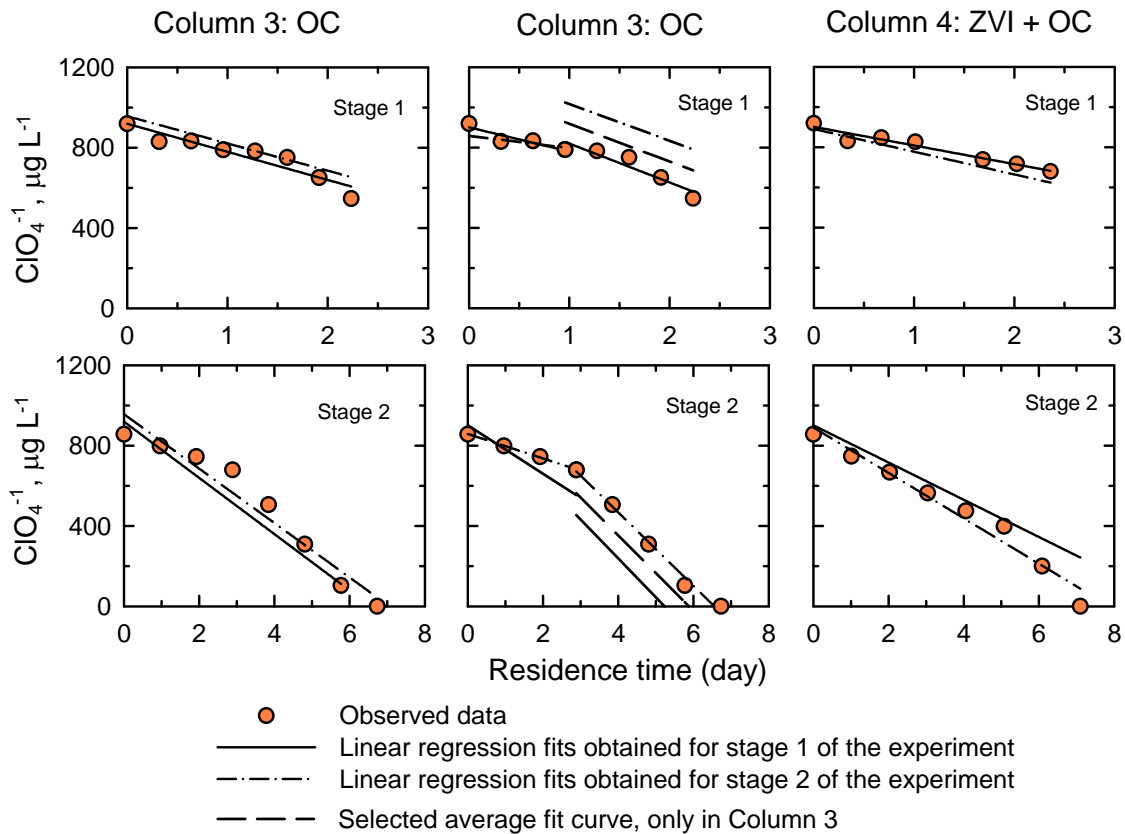 Column 3: OC
Column 3: OC
Column 4: ZVI + OC
ClO₄⁻¹, µg L⁻¹
1200
800
400
0
Stage 1
0 1 2 3
Stage 1
0 1 2 3
Stage 1
0 1 2 3
ClO₄⁻¹, µg L⁻¹
1200
800
400
0
Stage 2
0 2 4 6 8
Stage 2
0 2 4 6 8
Stage 2
0 2 4 6 8
Residence time (day)
Observed data
Linear regression fits obtained for stage 1 of the experiment
Linear regression fits obtained for stage 2 of the experiment
Selected average fit curve, only in Column 3